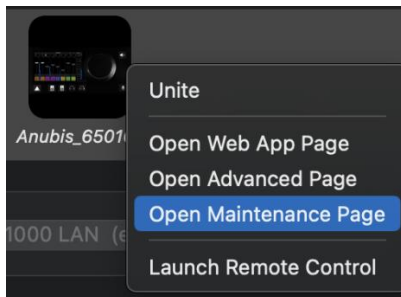 Anubis_6501
Unite
Open Web App Page
Open Advanced Page
Open Maintenance Page
1000 LAN (e
Launch Remote Control